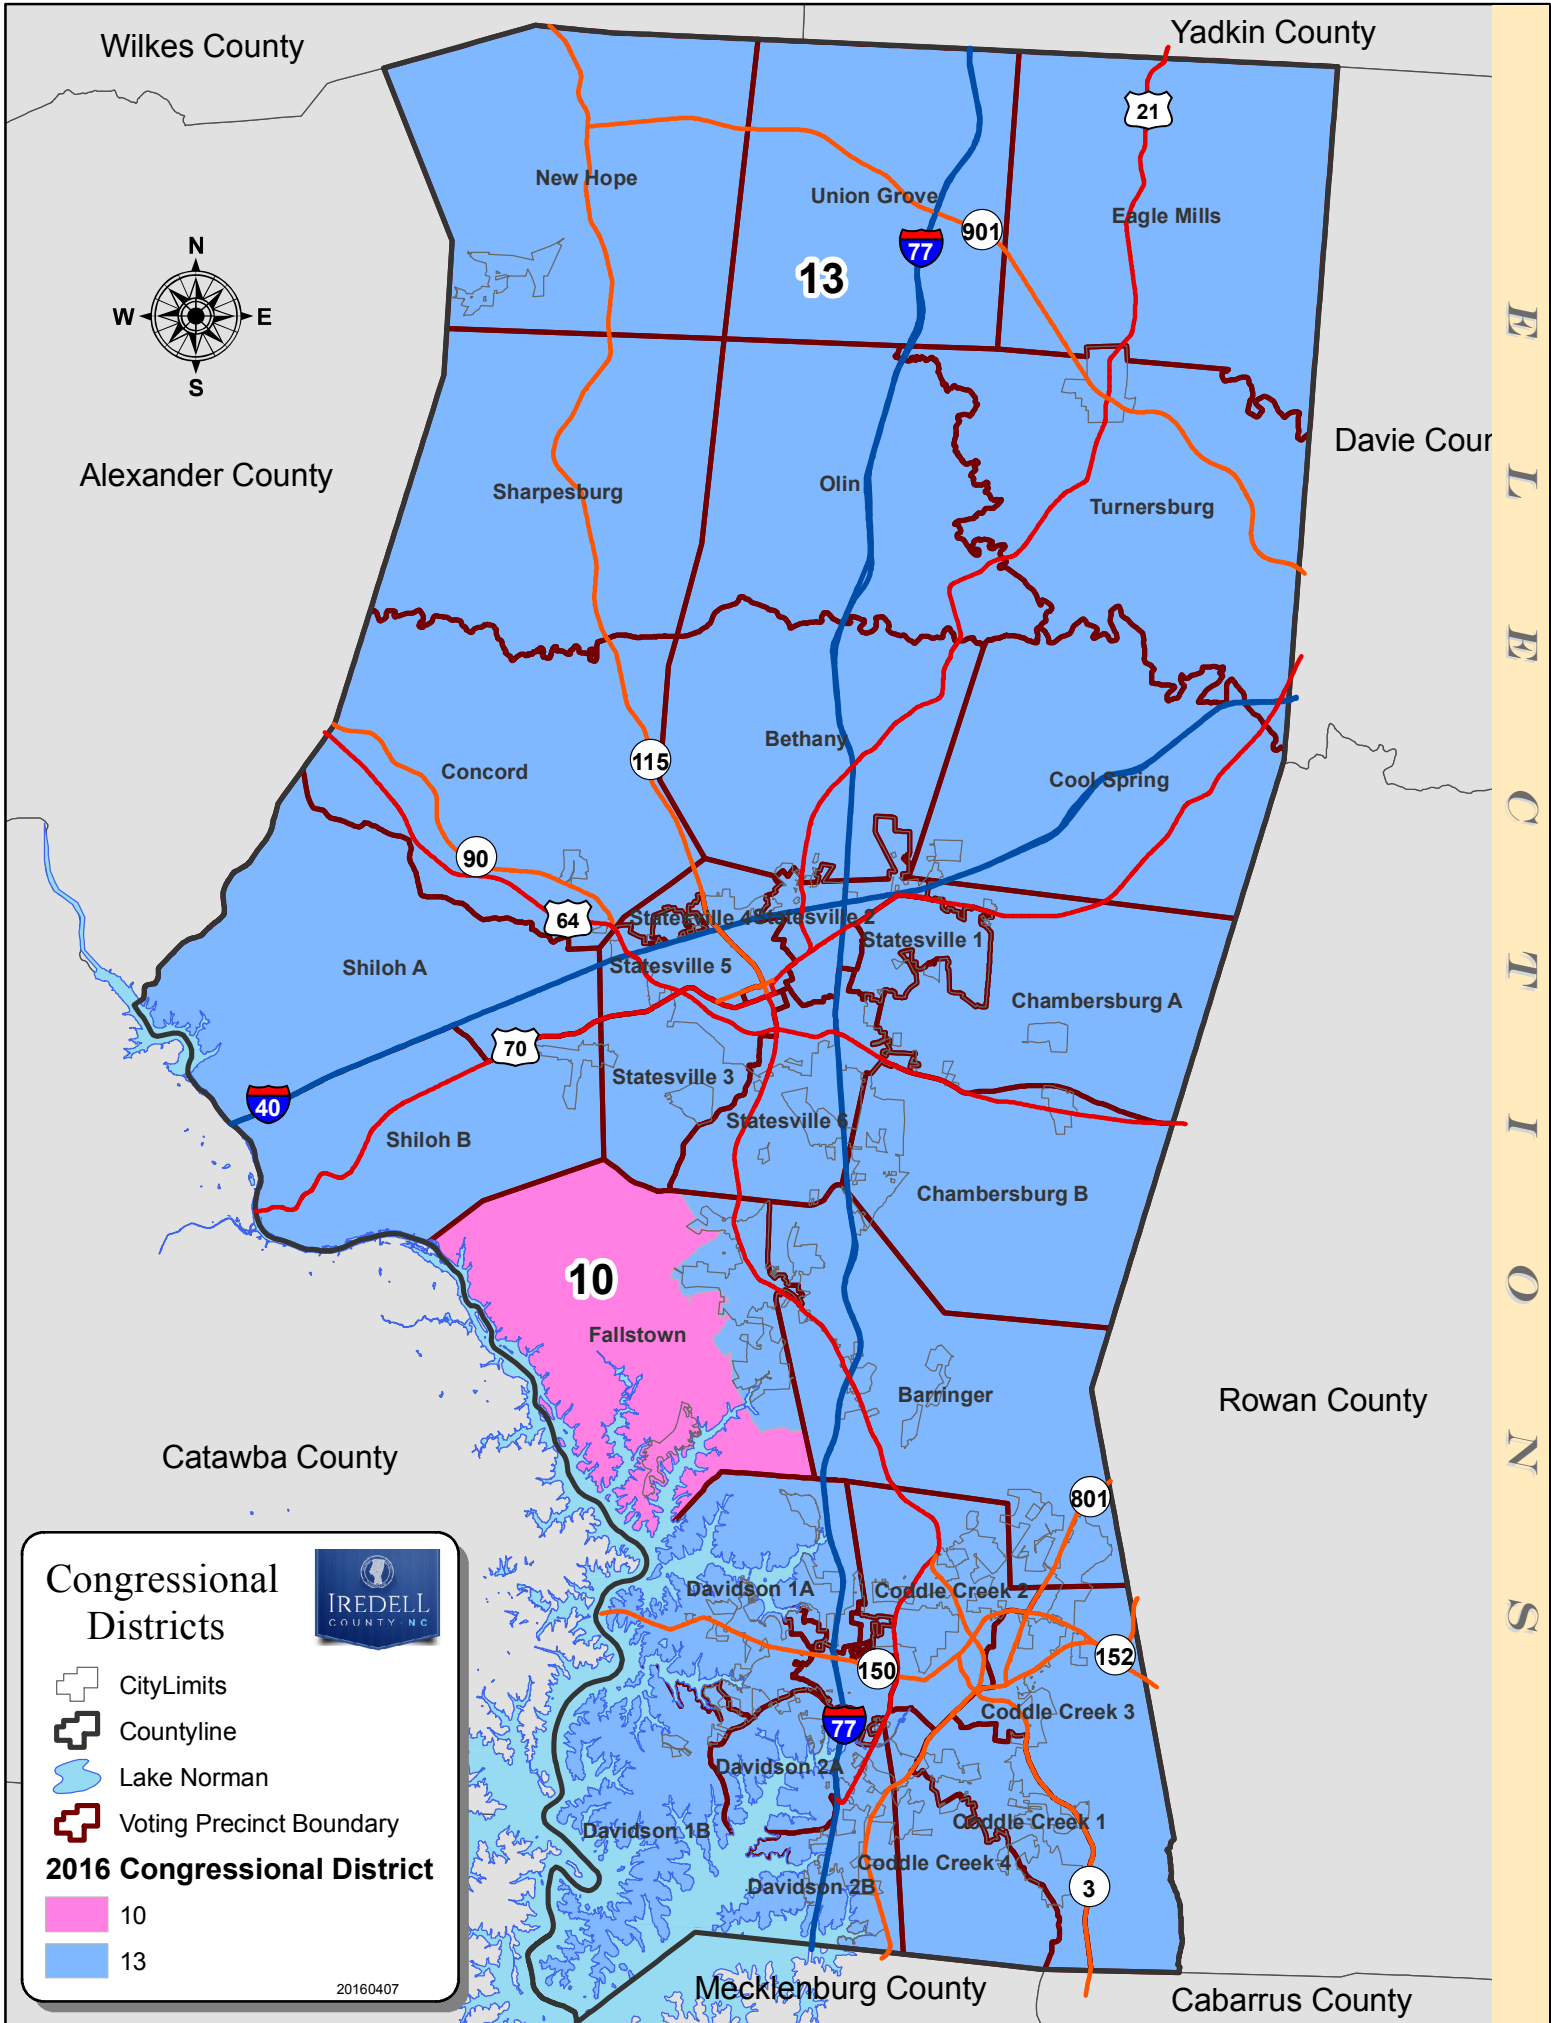 Wilkes County
Yadkin County
21
New Hope
Union Grove
Eagle Mills
901
77
13
N
W
E
S
Davie Coun
Alexander County
Olin
Sharpesburg
Turnersburg
Bethany
115
Concord
Cool Spring
90
64
Statesville 4
Statesville 2
Statesville 1
Shiloh A
Statesville 5
Chambersburg A
70
Statesville 3
40
Statesville 6
Shiloh B
Chambersburg B
10
Fallstown
Barringer
Rowan County
Catawba County
801
Davidson 1A
Coddle Creek 2
150
152
Coddle Creek 3
77
Davidson 2A
Davidson 1B
Coddle Creek 1
Coddle Creek 4
Davidson 2B
3
Mecklenburg County
Cabarrus County
Congressional
Districts
IREDELL
COUNTY NC
CityLimits
Countyline
Lake Norman
Voting Precinct Boundary
2016 Congressional District
10
13
20160407
ELECTIONS